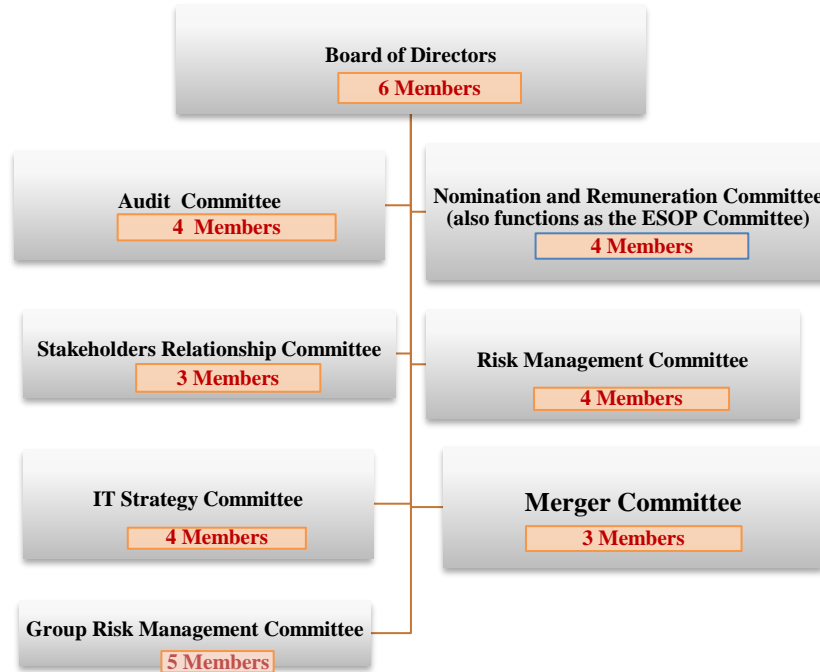 Board of Directors
6 Members
Audit Committee
4 Members
Nomination and Remuneration Committee
(also functions as the ESOP Committee)
4 Members
Stakeholders Relationship Committee
3 Members
Risk Management Committee
4 Members
IT Strategy Committee
4 Members
Merger Committee
3 Members
Group Risk Management Committee
5 Members